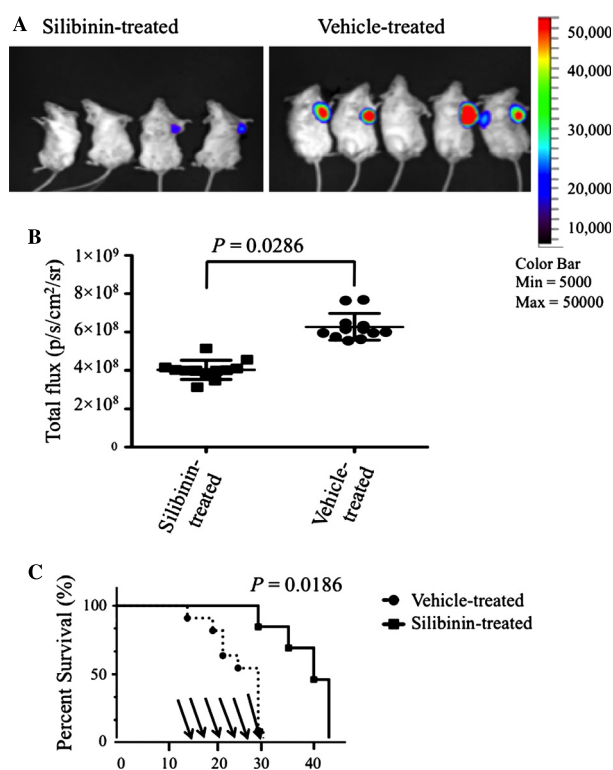 A Silibinin-treated Vehicle-treated
50,000
40,000
30,000
20,000
10,000
Color Bar
Min = 5000
Max = 50000
B
P = 0.0286
Total flux (p/s/cm²/sr)
1×10⁹
8×10⁸
6×10⁸
4×10⁸
2×10⁸
0
Silibinin-
treated
Vehicle-
treated
C
P = 0.0186
Percent Survival (%)
100
50
0
0 10 20 30 40
Vehicle-treated
Silibinin-treated